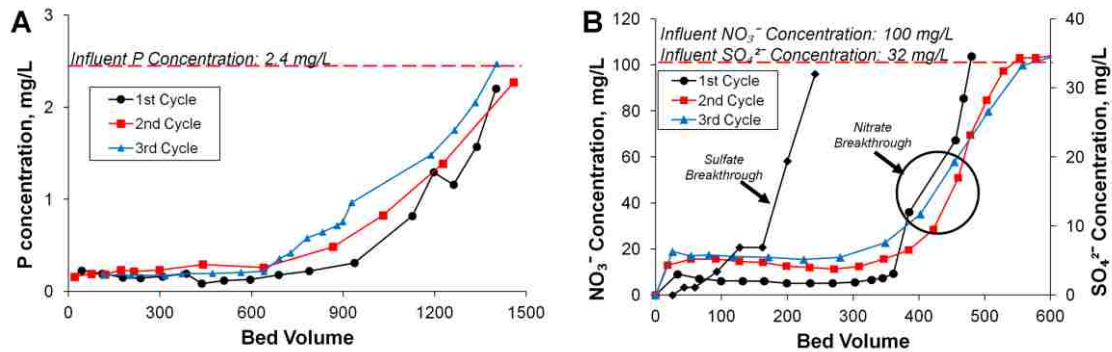 A
P concentration, mg/L
3
2
1
0
Influent P Concentration: 2.4 mg/L
1st Cycle
2nd Cycle
3rd Cycle
0 300 600 900 1200 1500
Bed Volume
B
NO₃⁻ Concentration, mg/L
120
100
80
60
40
20
0
Influent NO₃⁻ Concentration: 100 mg/L
Influent SO₄²⁻ Concentration: 32 mg/L
1st Cycle
2nd Cycle
3rd Cycle
Nitrate
Breakthrough
Sulfate
Breakthrough
0 100 200 300 400 500 600
Bed Volume
40
30
20
10
0
SO₄²⁻ Concentration, mg/L